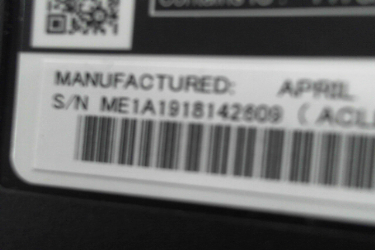 MANUFACTURED: APRIL
S/N ME1A1918142609 (